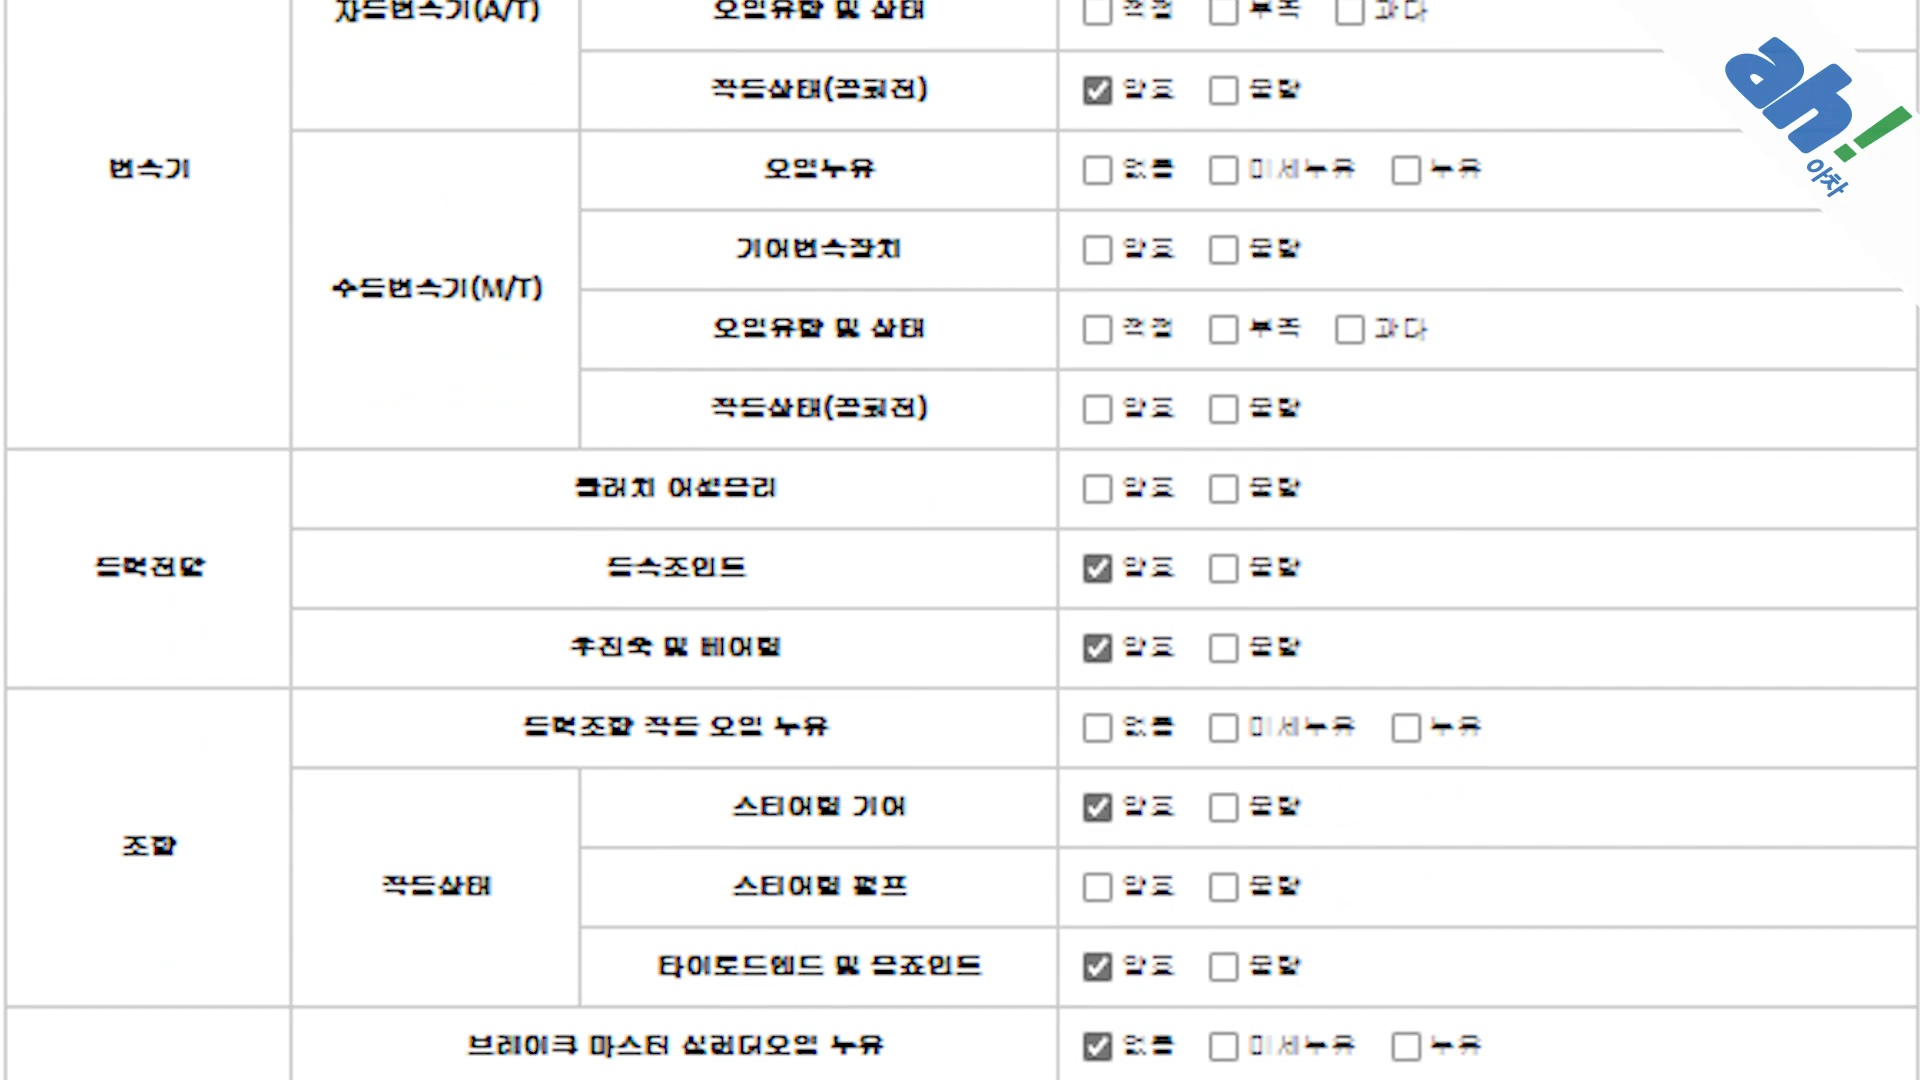 자동변속기(A/T) 오일유량 및 상태 적정 부족 과다
작동상태(공회전) 양호 불량
변속기
수동변속기(M/T)
오일누유 없음 미세누유 누유
기어변속장치 양호 불량
오일유량 및 상태 적정 부족 과다
작동상태(공회전) 양호 불량
동력전달
클러치 어셈블리 양호 불량
등속조인트 양호 불량
추진축 및 베어링 양호 불량
조향
동력조향 작동 오일 누유 없음 미세누유 누유
작동상태
스티어링 기어 양호 불량
스티어링 펌프 양호 불량
타이로드엔드 및 볼죠인트 양호 불량
브레이크 마스터 실린더오일 누유 없음 미세누유 누유
ah!
아차